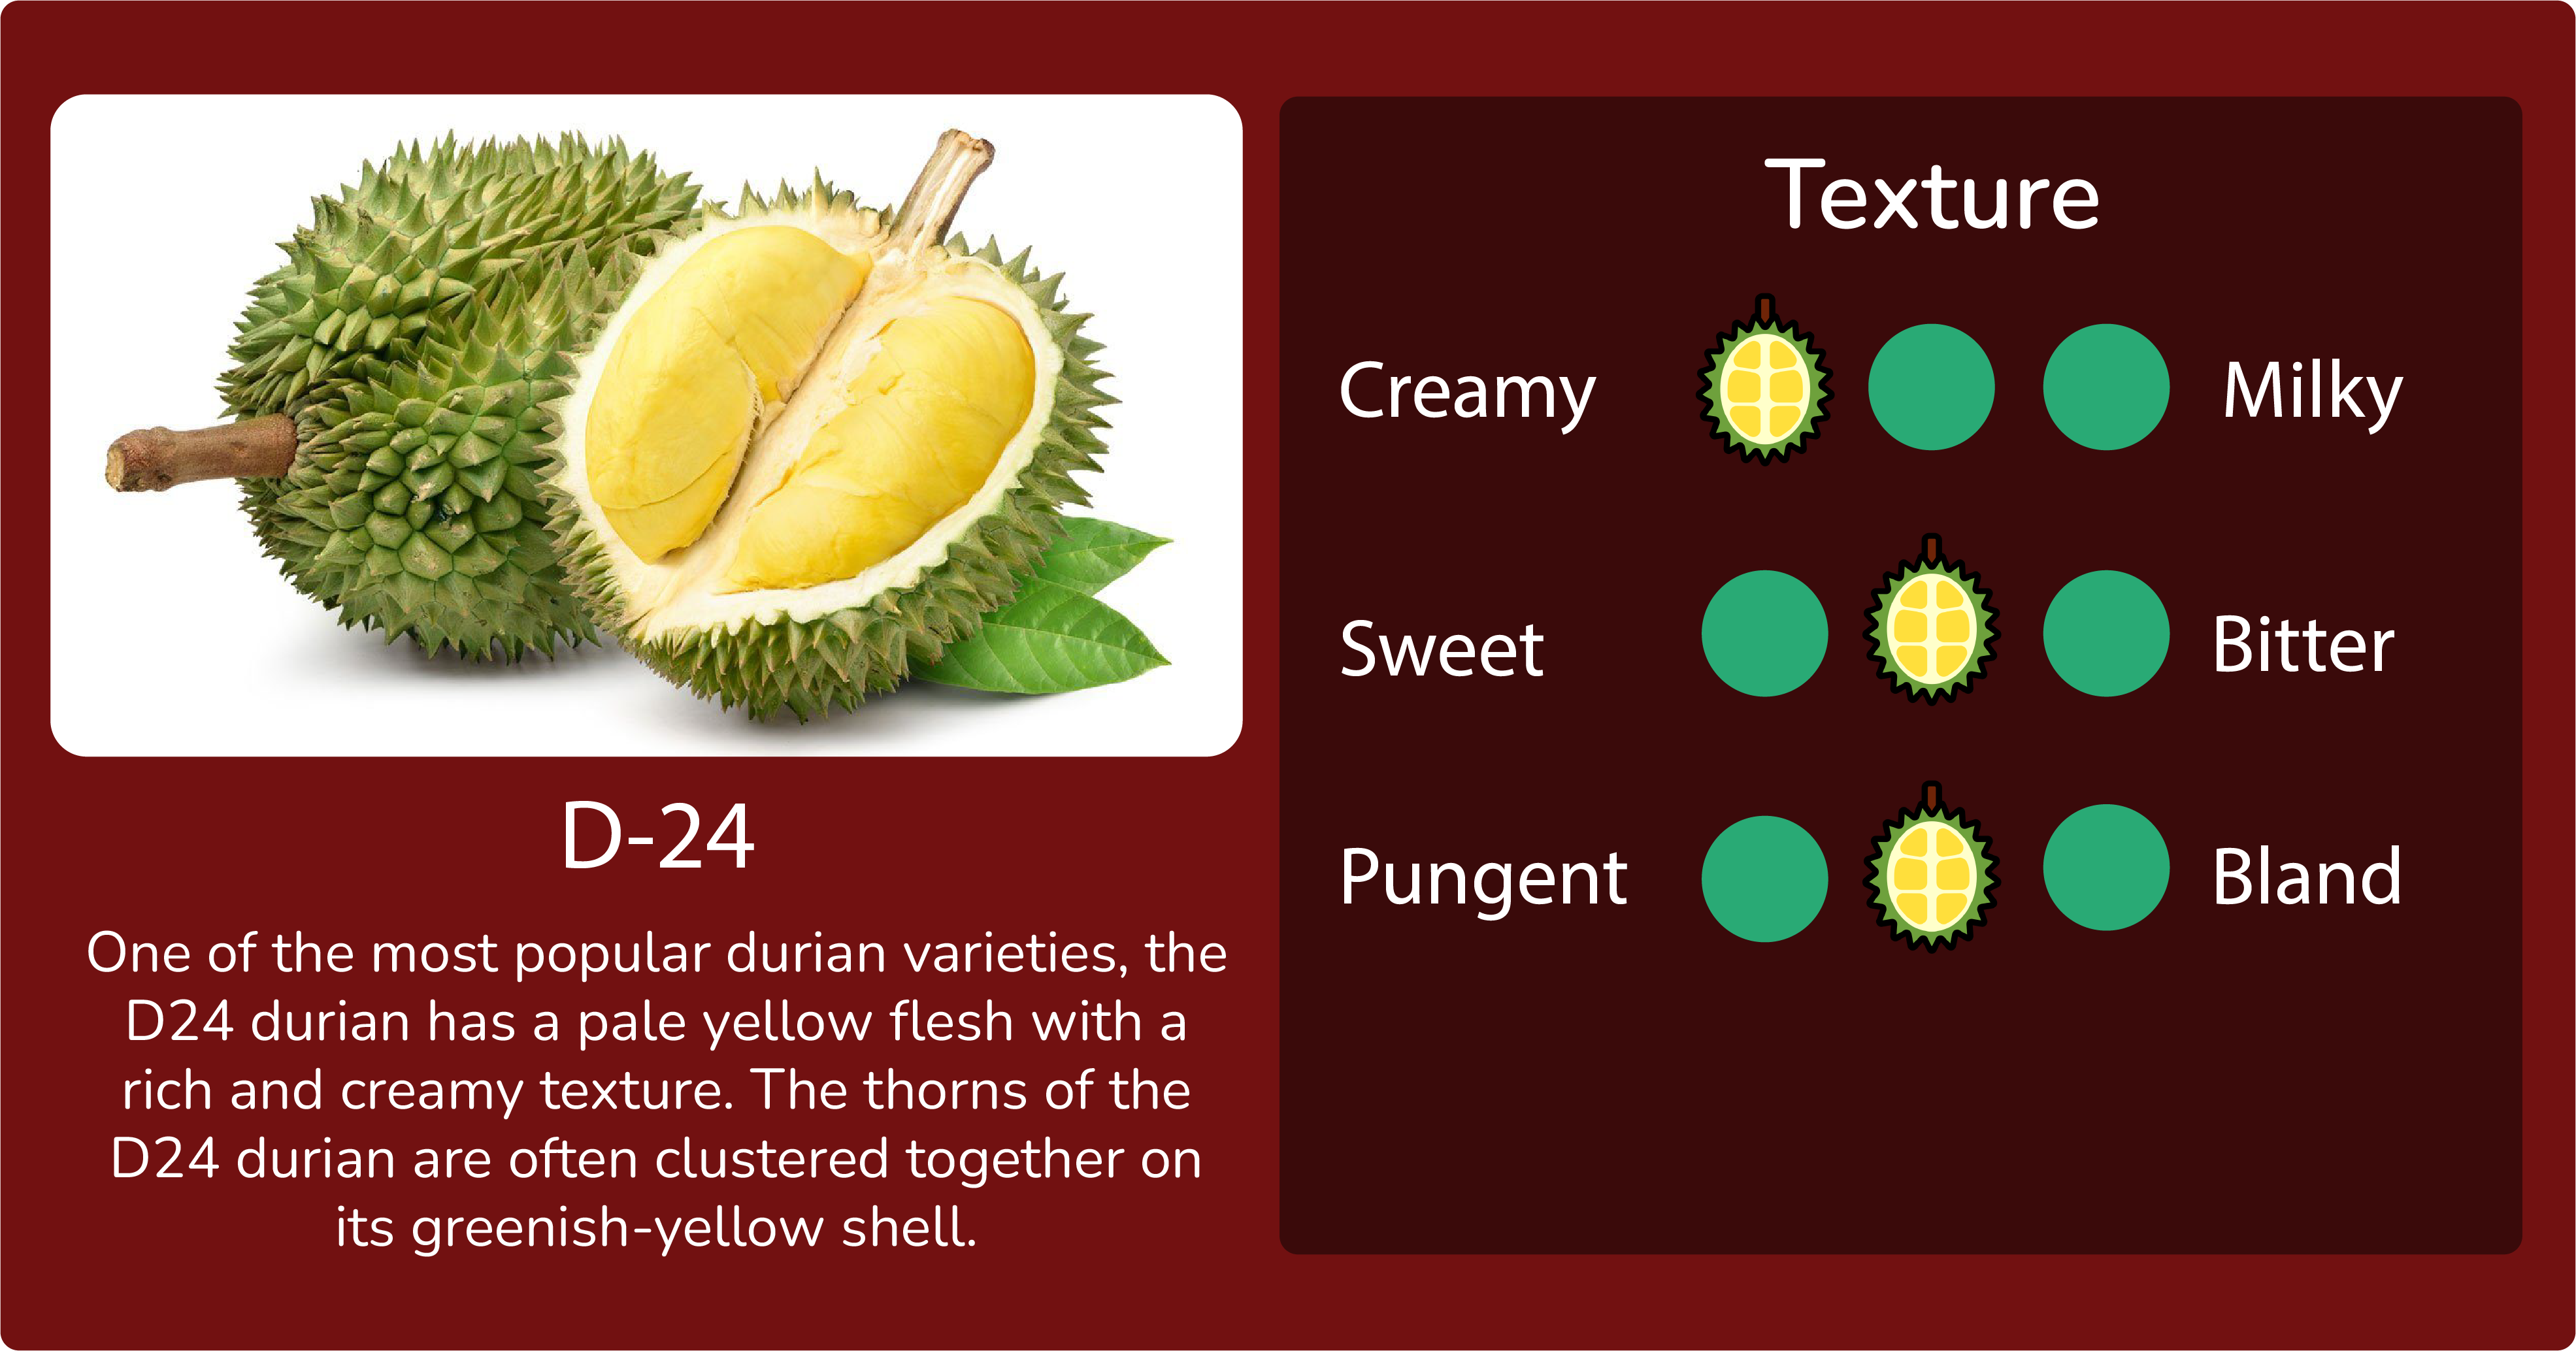 D-24
One of the most popular durian varieties, the
D24 durian has a pale yellow flesh with a
rich and creamy texture. The thorns of the
D24 durian are often clustered together on
its greenish-yellow shell.
Texture
Creamy Milky
Sweet Bitter
Pungent Bland